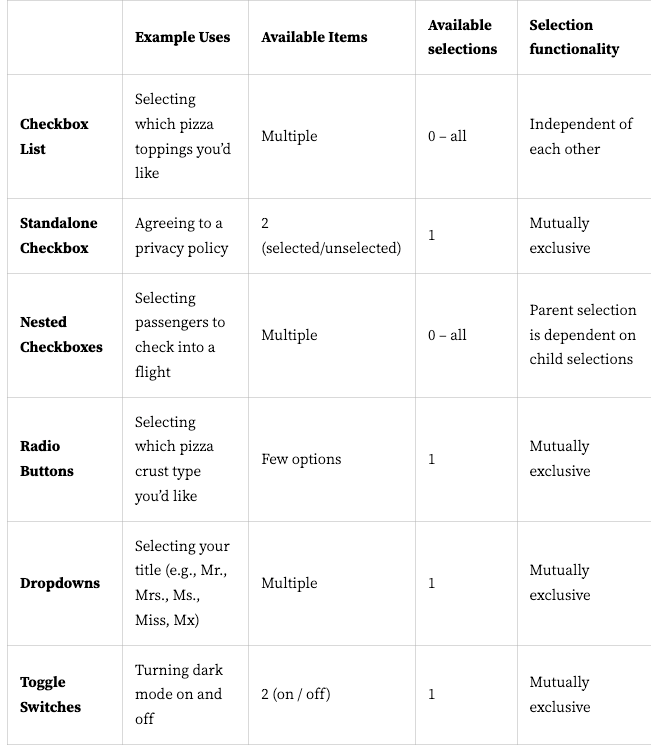 Example Uses
Available Items
Available
selections
Selection
functionality
Checkbox
List
Selecting
which pizza
toppings you’d
like
Multiple
0 – all
Independent of
each other
Standalone
Checkbox
Agreeing to a
privacy policy
2
(selected/unselected)
1
Mutually
exclusive
Nested
Checkboxes
Selecting
passengers to
check into a
flight
Multiple
0 – all
Parent selection
is dependent on
child selections
Radio
Buttons
Selecting
which pizza
crust type
you’d like
Few options
1
Mutually
exclusive
Dropdowns
Selecting your
title (e.g., Mr.,
Mrs., Ms.,
Miss, Mx)
Multiple
1
Mutually
exclusive
Toggle
Switches
Turning dark
mode on and
off
2 (on / off)
1
Mutually
exclusive